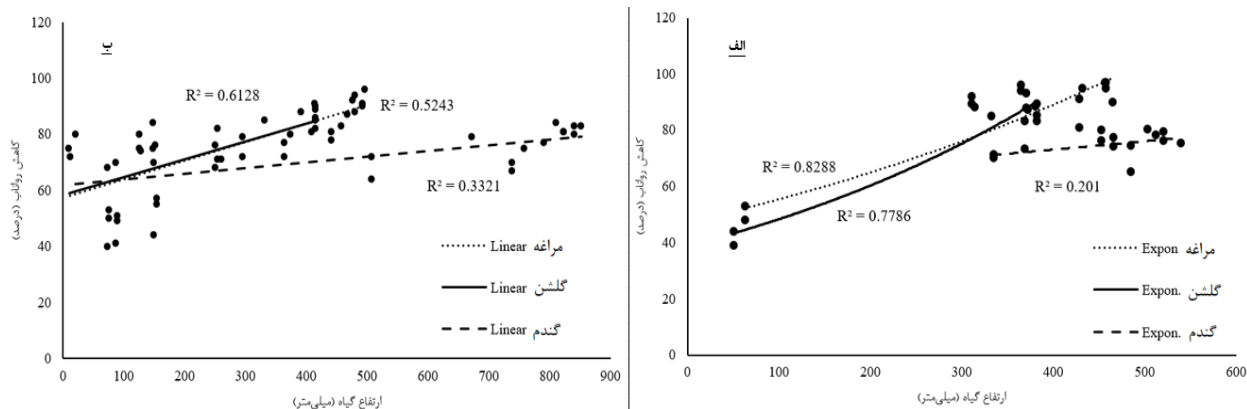 ب
120
100
80
60
40
20
0
0 100 200 300 400 500 600 700 800 900
کاهش رواناب (درصد)
ارتفاع گیاه (میلی‌متر)
R² = 0.6128
R² = 0.5243
R² = 0.3321
Linear مراغه
Linear گلشن
Linear گندم
الف
120
100
80
60
40
20
0
0 100 200 300 400 500 600
کاهش رواناب (درصد)
ارتفاع گیاه (میلی‌متر)
R² = 0.8288
R² = 0.7786
R² = 0.201
Expon مراغه
Expon. گلشن
Expon. گندم